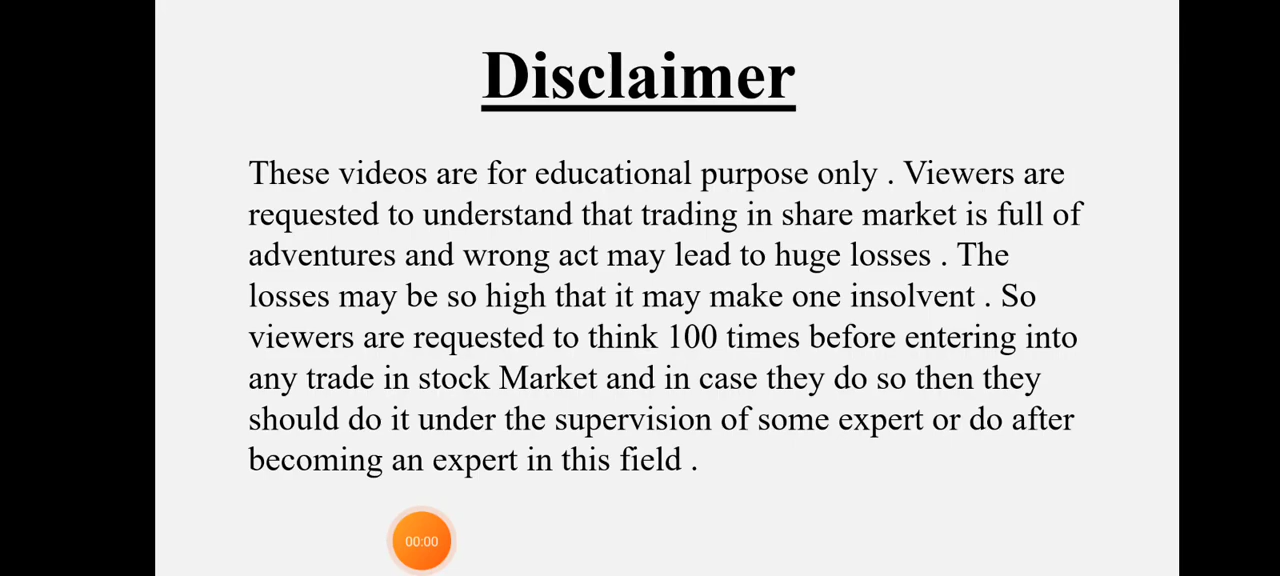 Disclaimer
These videos are for educational purpose only . Viewers are
requested to understand that trading in share market is full of
adventures and wrong act may lead to huge losses . The
losses may be so high that it may make one insolvent . So
viewers are requested to think 100 times before entering into
any trade in stock Market and in case they do so then they
should do it under the supervision of some expert or do after
becoming an expert in this field .
00:00